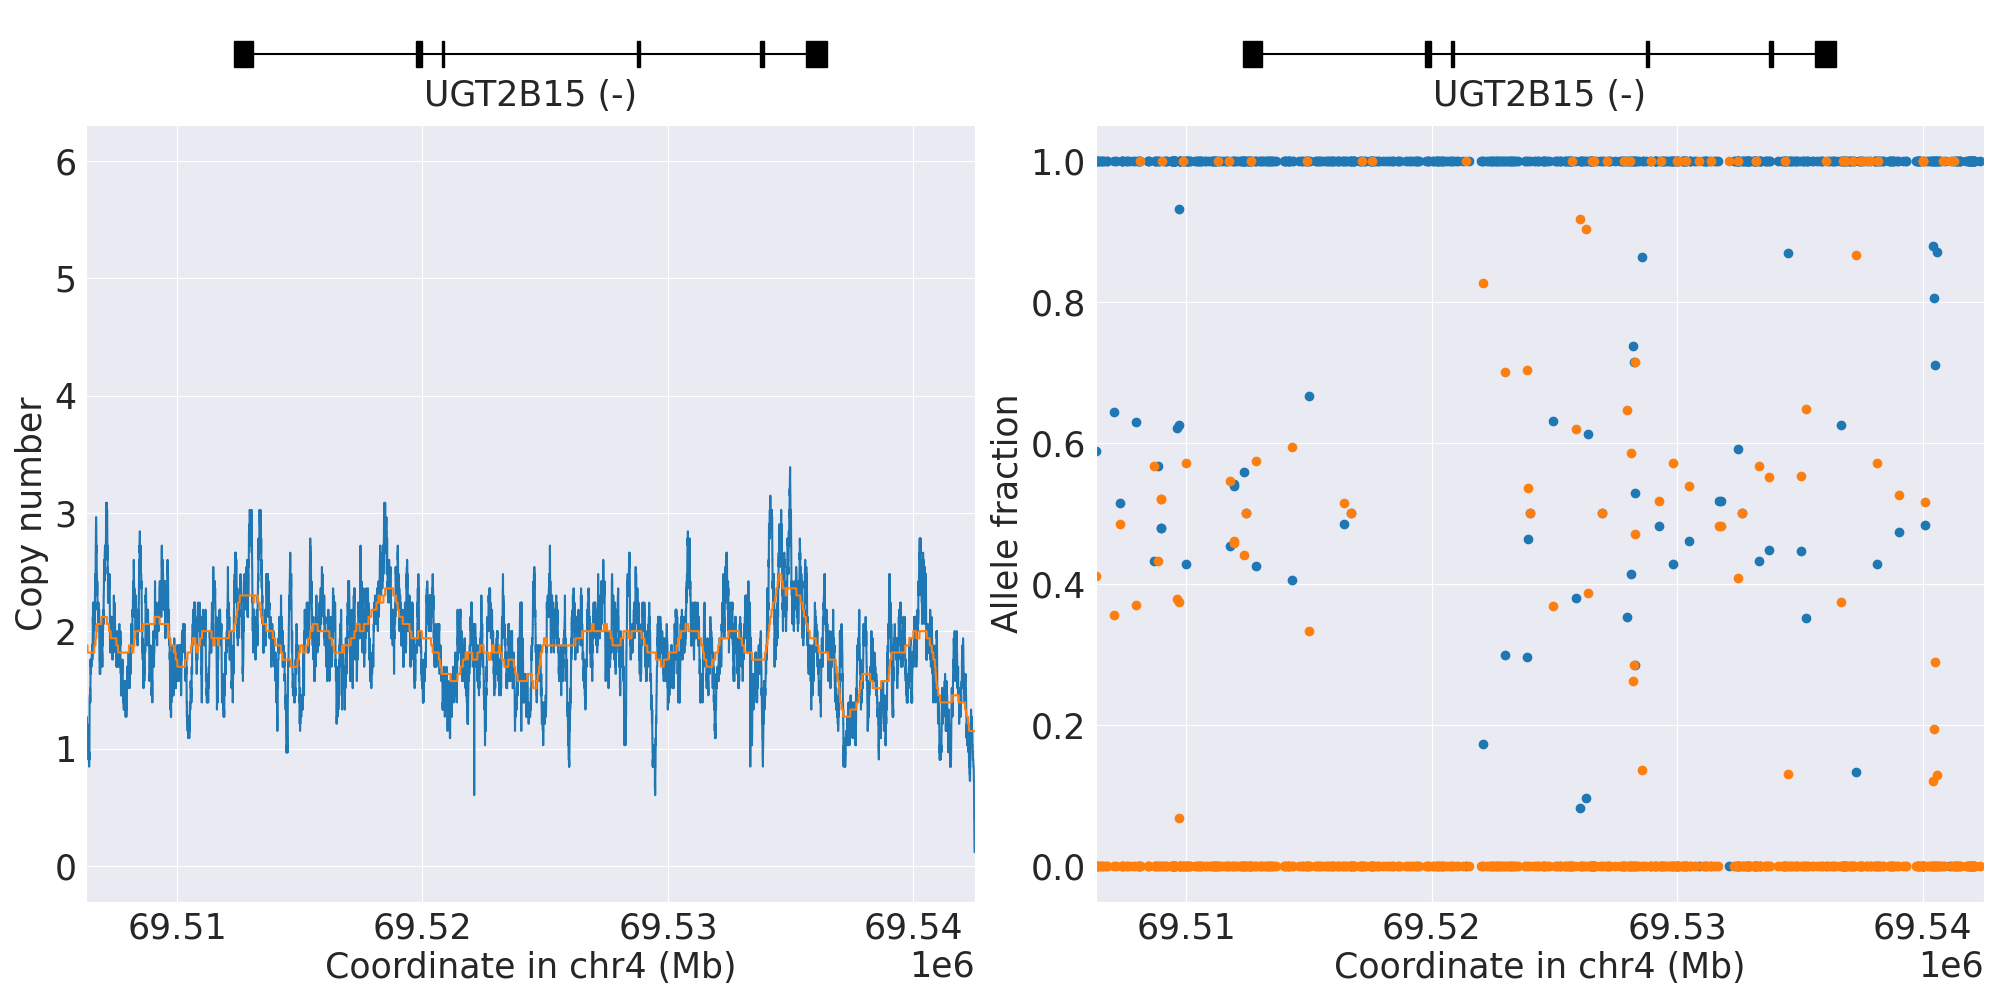 UGT2B15 (-)
UGT2B15 (-)
Copy number
6
5
4
3
2
1
0
69.51 69.52 69.53 69.54
Coordinate in chr4 (Mb)
1e6
Allele fraction
1.0
0.8
0.6
0.4
0.2
0.0
69.51 69.52 69.53 69.54
Coordinate in chr4 (Mb)
1e6